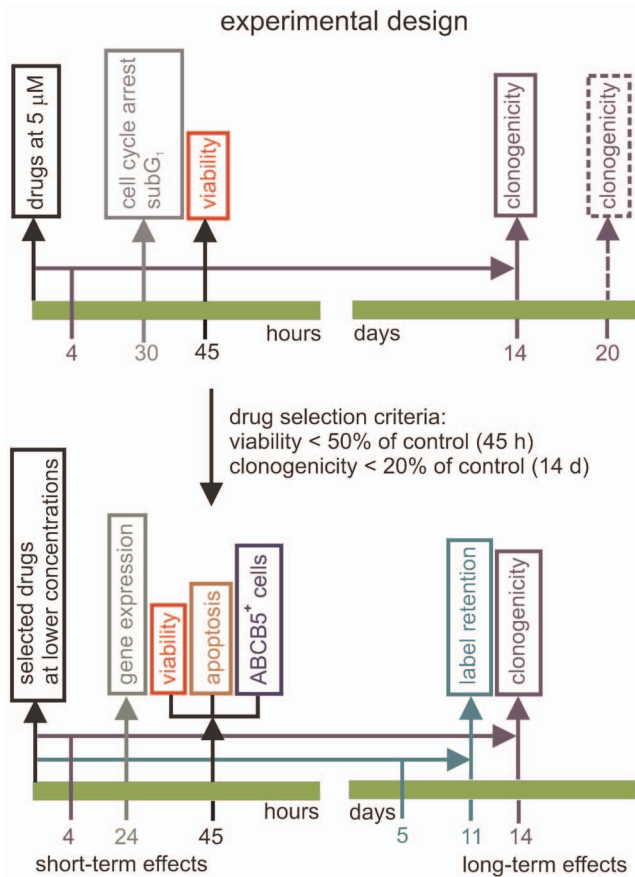 experimental design
drugs at 5 µM
cell cycle arrest
subG1
viability
clonogenicity
clonogenicity
hours
days
4
30
45
14
20
drug selection criteria:
viability < 50% of control (45 h)
clonogenicity < 20% of control (14 d)
selected drugs
at lower concentrations
gene expression
viability
apoptosis
ABCB5+ cells
label retention
clonogenicity
hours
days
4
24
45
5
11
14
short-term effects
long-term effects